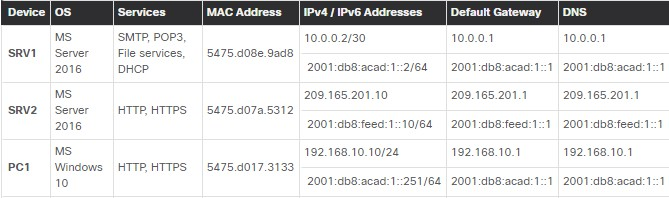 Device OS Services MAC Address IPv4 / IPv6 Addresses Default Gateway DNS
SRV1 MS Server 2016 SMTP, POP3, File services, DHCP 5475.d08e.9ad8 10.0.0.2/30 10.0.0.1 10.0.0.1
2001:db8:acad:1::2/64 2001:db8:acad:1::1 2001:db8:acad:1::1
SRV2 MS Server 2016 HTTP, HTTPS 5475.d07a.5312 209.165.201.10 209.165.201.1 209.165.201.1
2001:db8:feed:1::10/64 2001:db8:feed:1::1 2001:db8:feed:1::1
PC1 MS Windows 10 HTTP, HTTPS 5475.d017.3133 192.168.10.10/24 192.168.10.1 192.168.10.1
2001:db8:acad:1::251/64 2001:db8:acad:1::1 2001:db8:acad:1::1